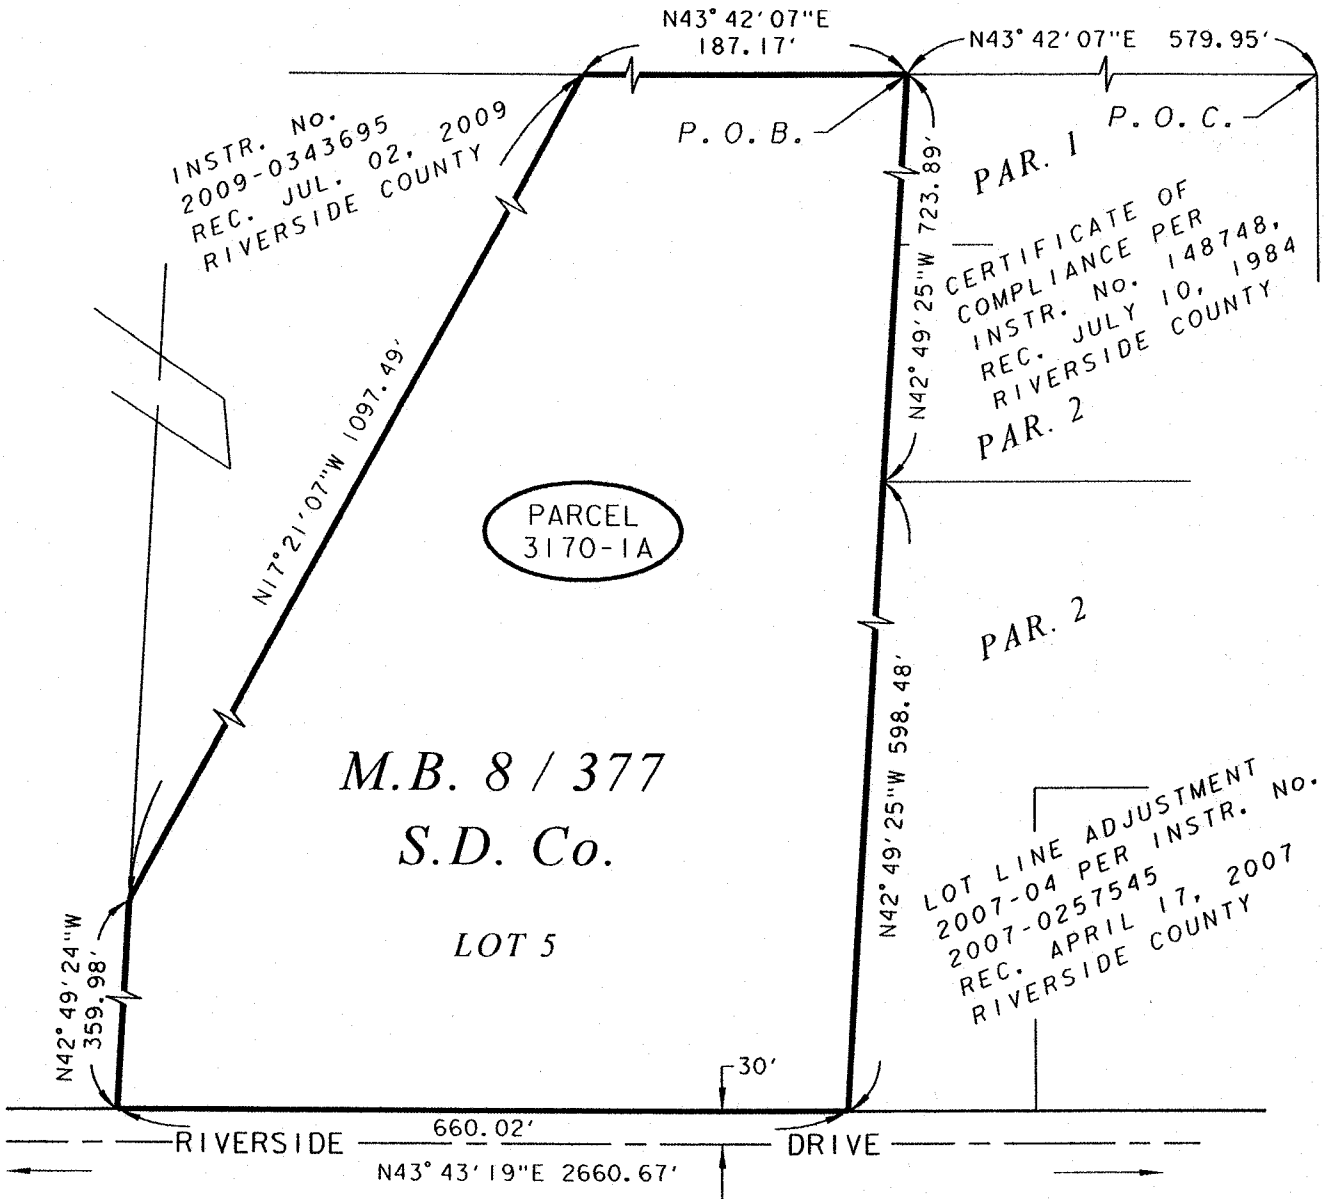 N43°42'07"E
187.17'
N43°42'07"E 579.95'
P.O.B.
P.O.C.
INSTR. NO.
2009-0343695
REC. JUL. 02, 2009
RIVERSIDE COUNTY
PAR. 1
CERTIFICATE OF
COMPLIANCE PER
INSTR. NO. 148748,
REC. JULY 10, 1984
RIVERSIDE COUNTY
PAR. 2
N42°49'25"W 723.89'
N17°21'07"W 1097.49'
PARCEL
3170-1A
PAR. 2
N42°49'25"W 598.48'
M.B. 8 / 377
S.D. Co.
LOT 5
LOT LINE ADJUSTMENT
2007-04 PER INSTR. NO.
2007-0257545
REC. APRIL 17, 2007
RIVERSIDE COUNTY
N42°49'24"W
359.98'
30'
660.02'
RIVERSIDE DRIVE
N43°43'19"E 2660.67'